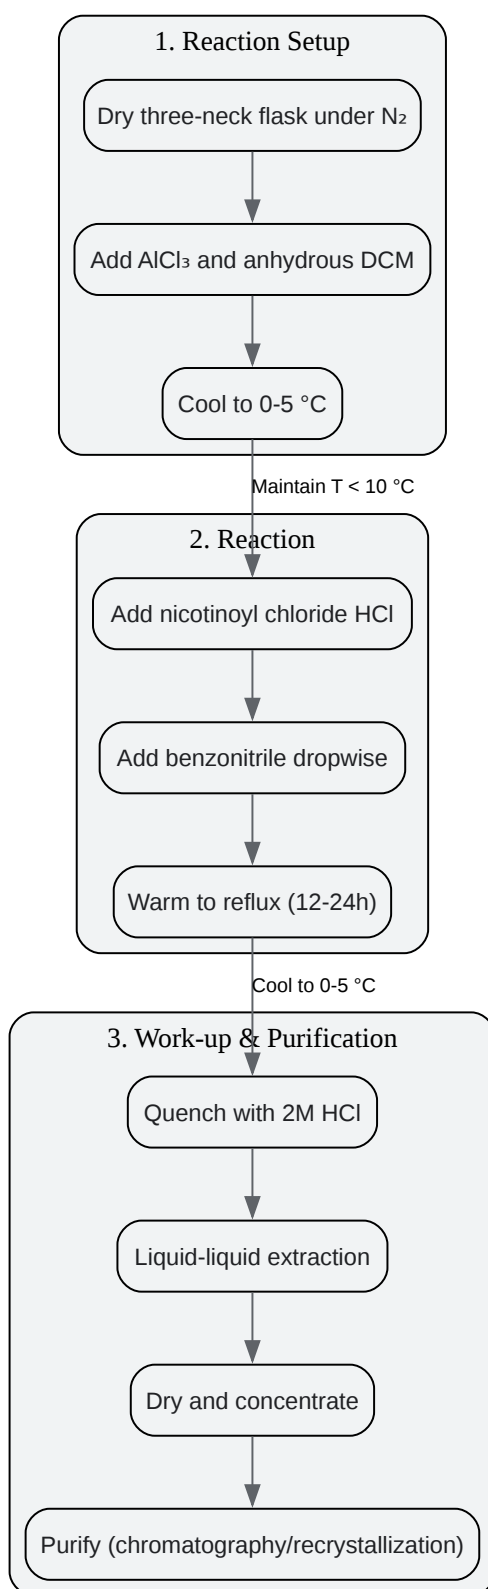 1. Reaction Setup
Dry three-neck flask under N₂
Add AlCl₃ and anhydrous DCM
Cool to 0-5 °C
Maintain T < 10 °C
2. Reaction
Add nicotinoyl chloride HCl
Add benzonitrile dropwise
Warm to reflux (12-24h)
Cool to 0-5 °C
3. Work-up & Purification
Quench with 2M HCl
Liquid-liquid extraction
Dry and concentrate
Purify (chromatography/recrystallization)